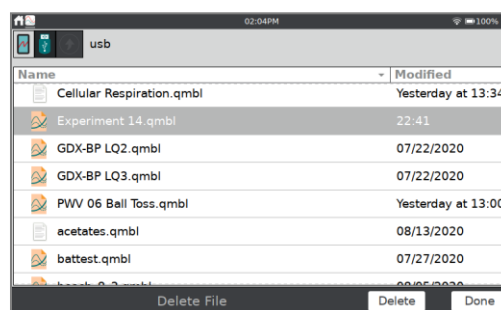 02:04PM 100%
usb
Name Modified
Cellular Respiration.qmbl Yesterday at 13:34
Experiment 14.qmbl 22:41
GDX-BP LQ2.qmbl 07/22/2020
GDX-BP LQ3.qmbl 07/22/2020
PWV 06 Ball Toss.qmbl Yesterday at 13:00
acetates.qmbl 08/13/2020
battest.qmbl 07/27/2020
Delete File Delete Done